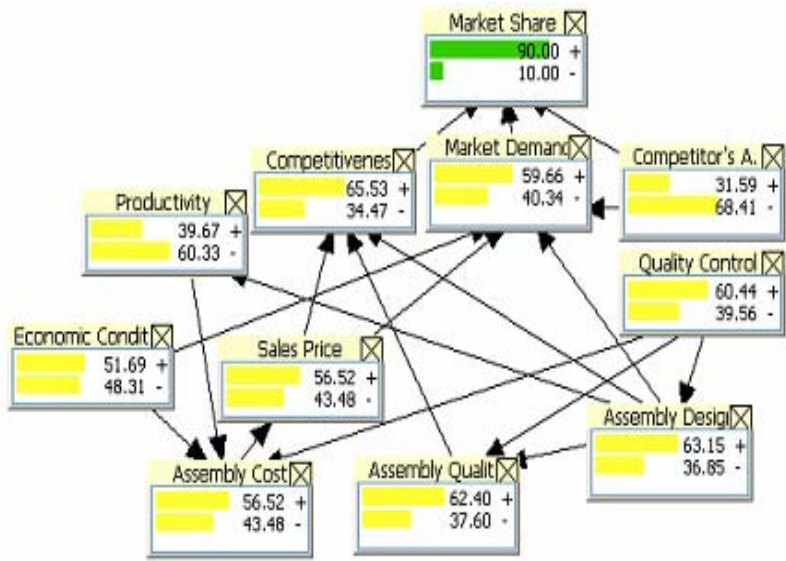 Market Share
90.00 +
10.00 -
Competitivenes
65.53 +
34.47 -
Market Demand
59.66 +
40.34 -
Competitor's A.
31.59 +
68.41 -
Productivity
39.67 +
60.33 -
Quality Control
60.44 +
39.56 -
Economic Condit
51.69 +
48.31 -
Sales Price
56.52 +
43.48 -
Assembly Desig
63.15 +
36.85 -
Assembly Cost
56.52 +
43.48 -
Assembly Qualit
62.40 +
37.60 -